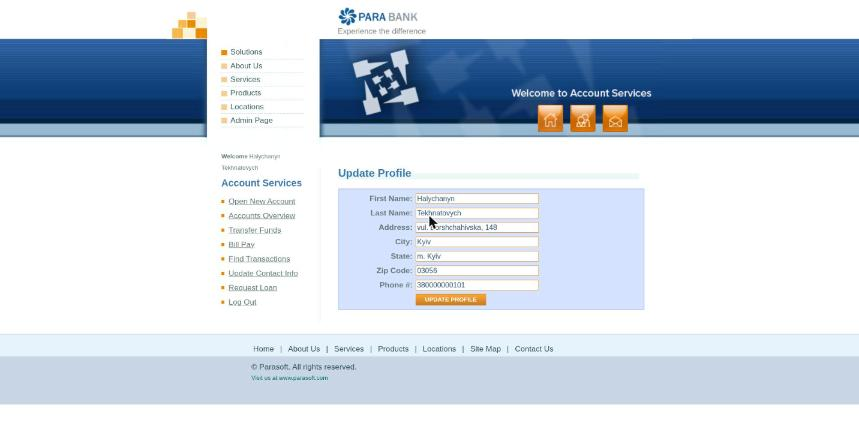 PARA BANK
Experience the difference
Solutions
About Us
Services
Products
Locations
Admin Page
Welcome to Account Services
Welcome Halychanyn
Tekhnatovych
Account Services
Open New Account
Accounts Overview
Transfer Funds
Bill Pay
Find Transactions
Update Contact Info
Request Loan
Log Out
Update Profile
First Name: Halychanyn
Last Name: Tekhnatovych
Address: vul. 148
City: Kyiv
State: m. Kyiv
Zip Code: 03056
Phone #: 380000000101
UPDATE PROFILE
Home | About Us | Services | Products | Locations | Site Map | Contact Us
© Parasoft. All rights reserved.
Visit us at www.parasoft.com